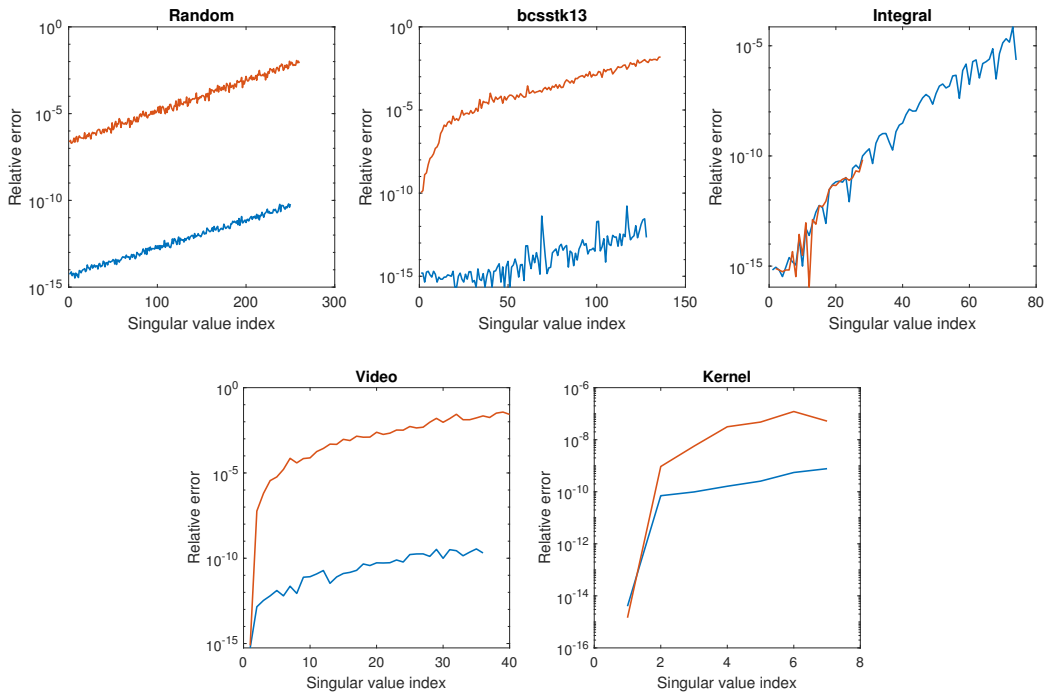 Random
10^0
10^-5
10^-10
10^-15
Relative error
0 100 200 300
Singular value index
bcsstk13
10^0
10^-5
10^-10
10^-15
Relative error
0 50 100 150
Singular value index
Integral
10^-5
10^-10
10^-15
Relative error
0 20 40 60 80
Singular value index
Video
10^0
10^-5
10^-10
10^-15
Relative error
0 10 20 30 40
Singular value index
Kernel
10^-6
10^-8
10^-10
10^-12
10^-14
10^-16
Relative error
0 2 4 6 8
Singular value index